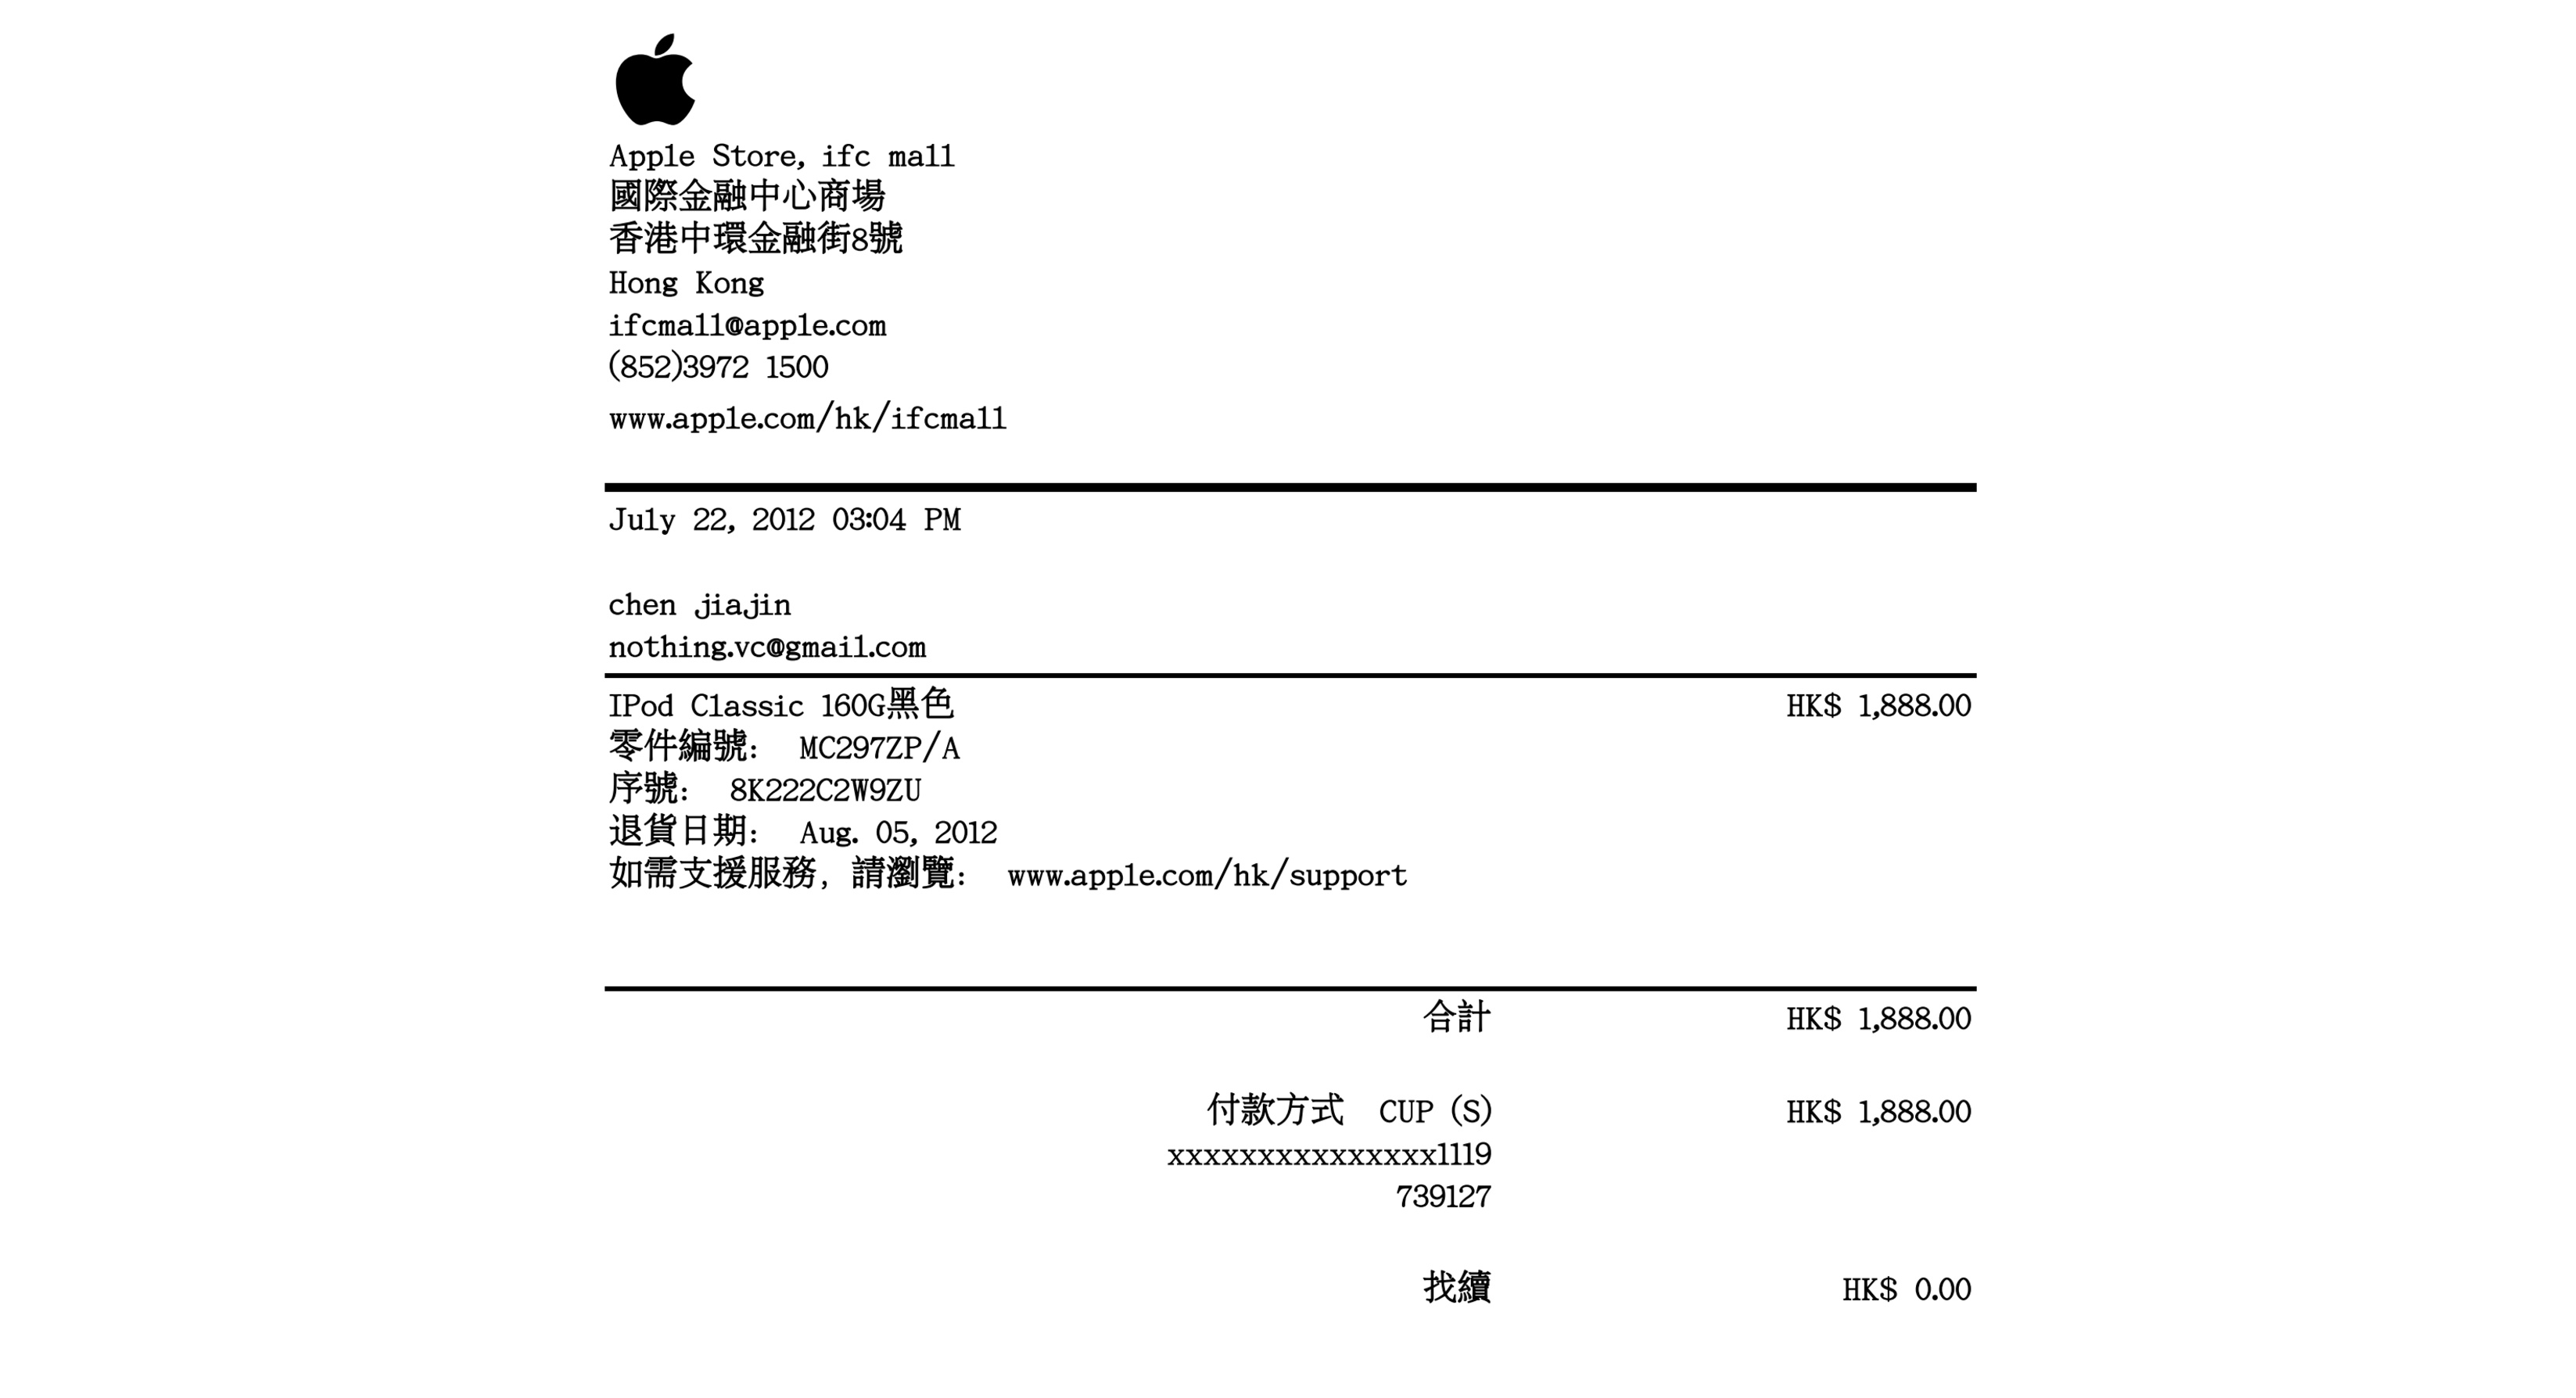 Apple Store, ifc mall
國際金融中心商場
香港中環金融街8號
Hong Kong
ifcmall@apple.com
(852)3972 1500
www.apple.com/hk/ifcmall
July 22, 2012 03:04 PM
chen jiajin
nothing.vc@gmail.com
IPod Classic 160G黑色 HK$ 1,888.00
零件編號: MC297ZP/A
序號: 8K222C2W9ZU
退貨日期: Aug. 05, 2012
如需支援服務, 請瀏覽: www.apple.com/hk/support
合計 HK$ 1,888.00
付款方式 CUP (S) HK$ 1,888.00
xxxxxxxxxxxxxxx1119
739127
找續 HK$ 0.00